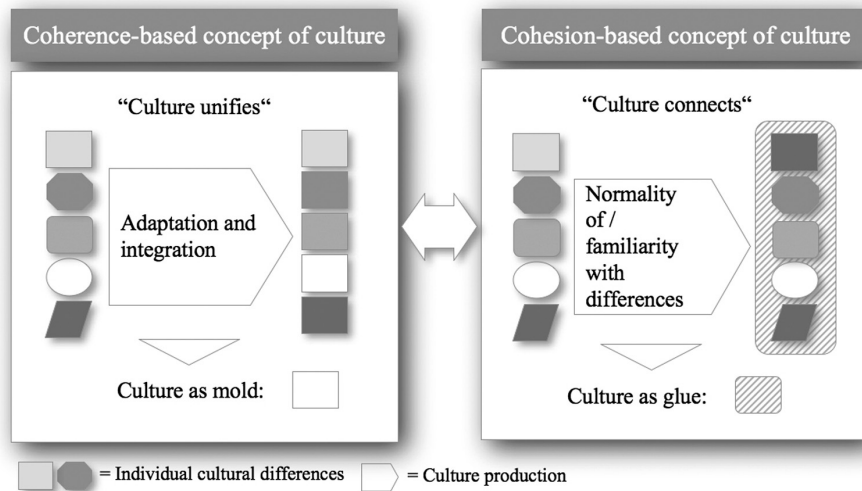 Coherence-based concept of culture
“Culture unifies“
Adaptation and
integration
Culture as mold:
Cohesion-based concept of culture
“Culture connects“
Normality
of /
familiarity
with
differences
Culture as glue:
= Individual cultural differences
= Culture production